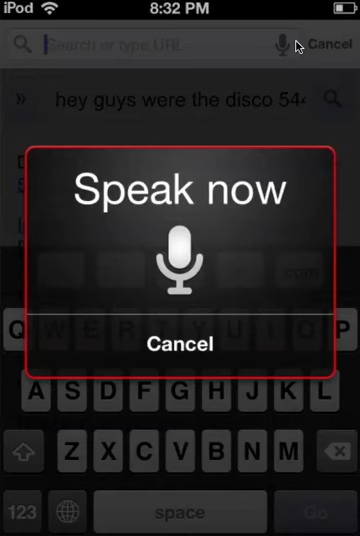 iPod 8:32 PM
Search or type URL Cancel
» hey guys were the disco 544
Speak now
.com
Q W E R T Y U I O P
Cancel
A S D F G H J K L
Z X C V B N M
123 space Go